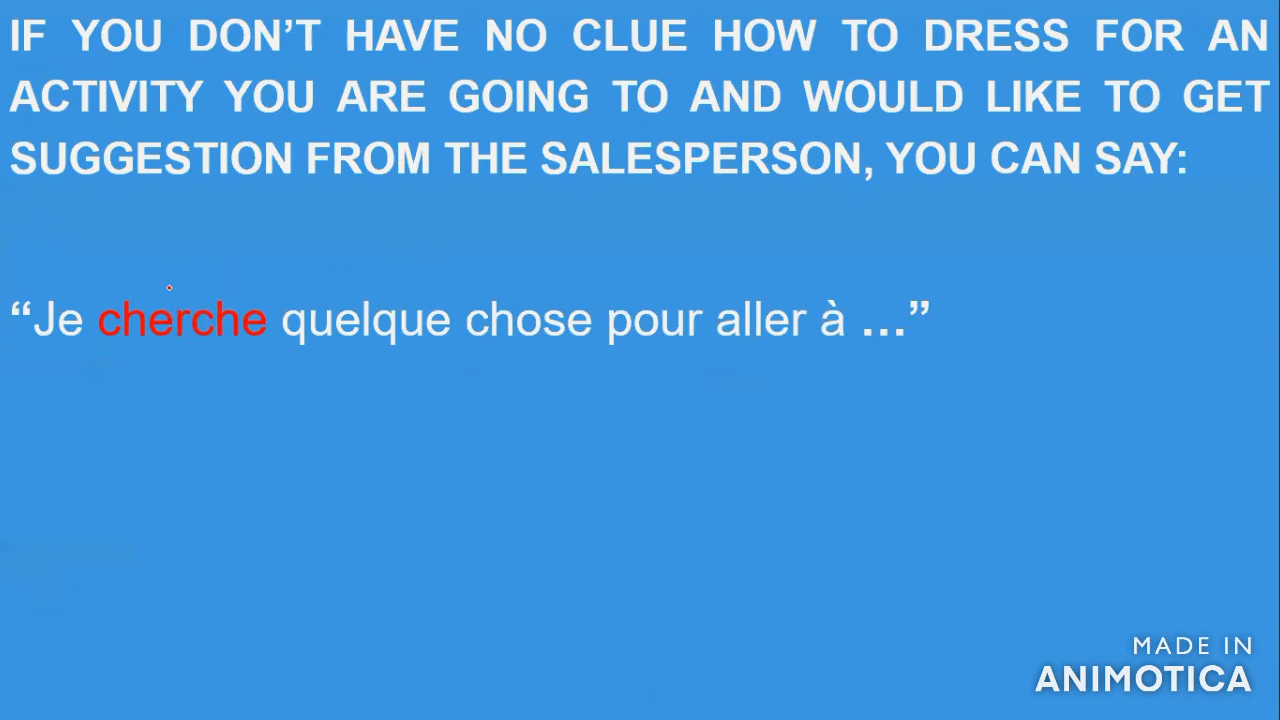 IF YOU DON’T HAVE NO CLUE HOW TO DRESS FOR AN
ACTIVITY YOU ARE GOING TO AND WOULD LIKE TO GET
SUGGESTION FROM THE SALESPERSON, YOU CAN SAY:
“Je cherche quelque chose pour aller à …”
MADE IN
ANIMOTICA